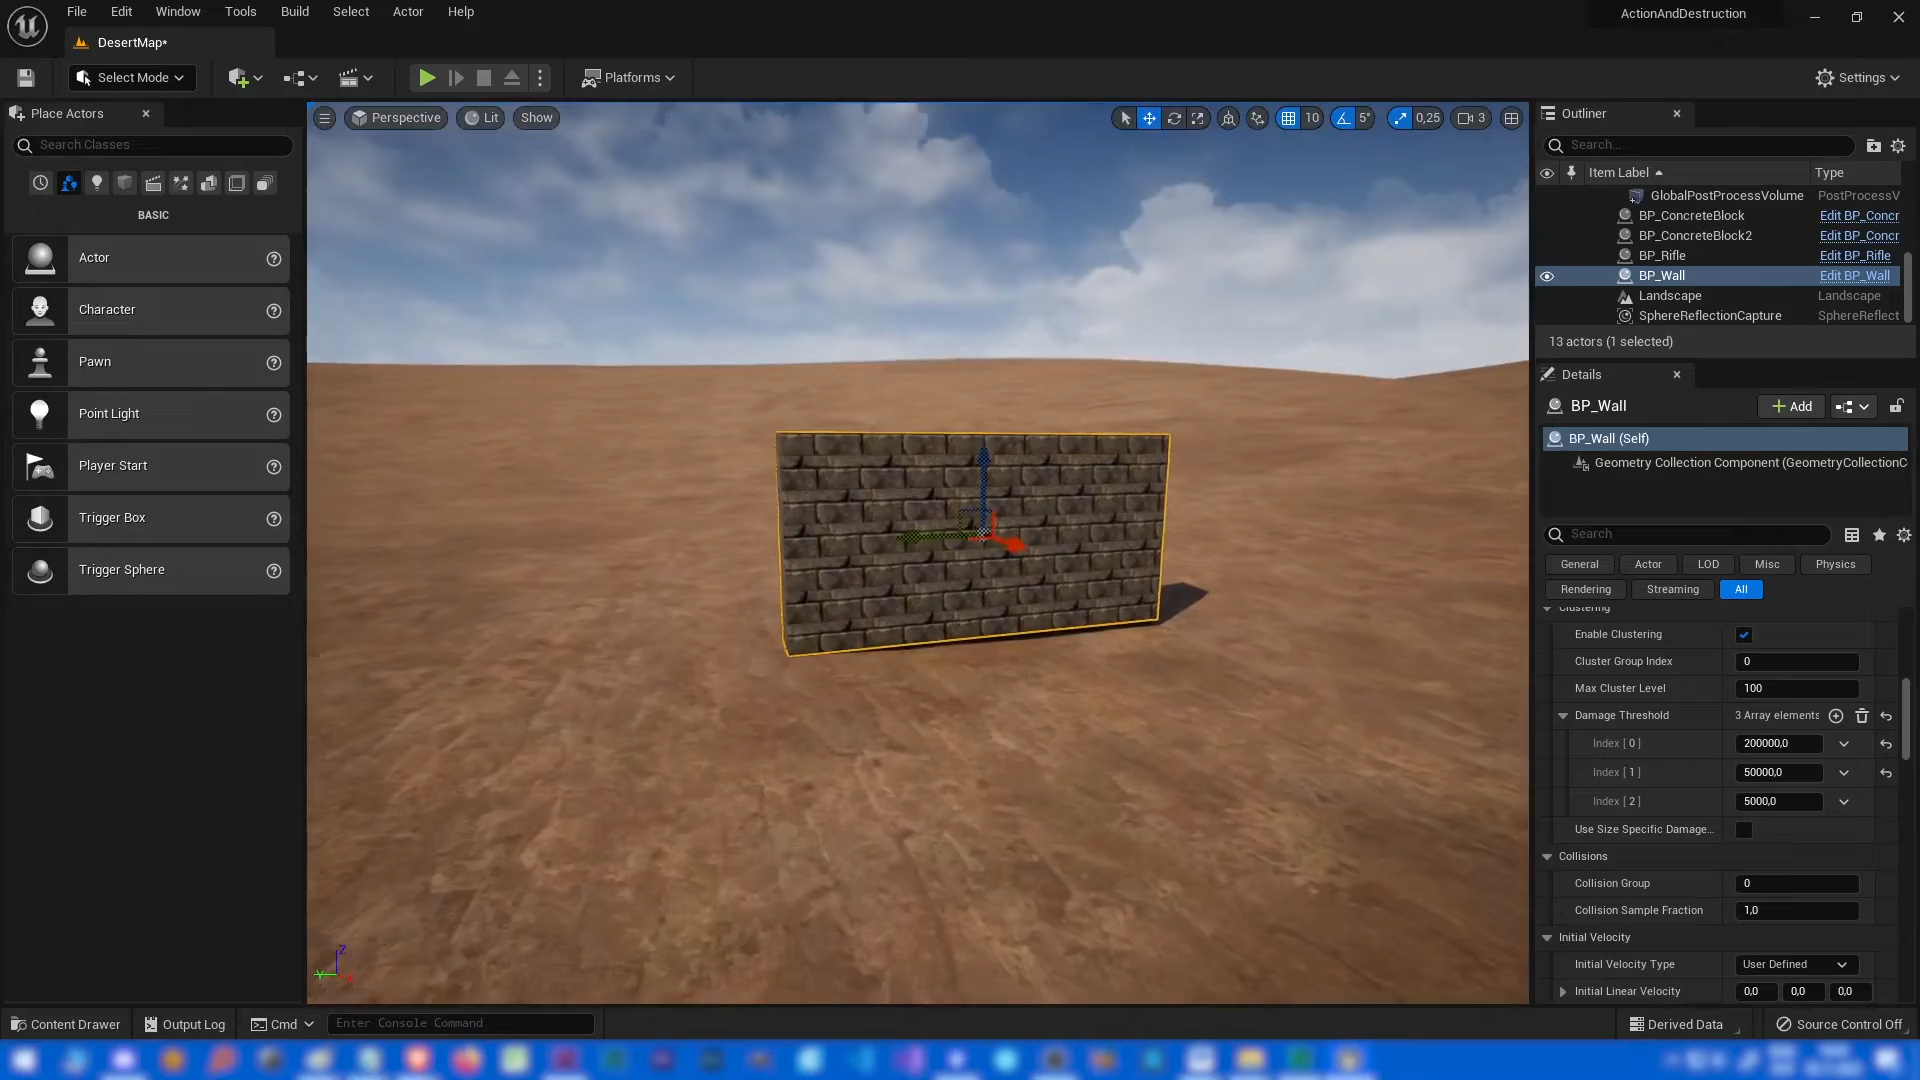 File Edit Window Tools Build Select Actor Help
ActionAndDestruction
DesertMap*
Select Mode
Platforms
Settings
Place Actors
Search Classes
BASIC
Actor
Character
Pawn
Point Light
Player Start
Trigger Box
Trigger Sphere
Perspective Lit Show
10 5° 0,25 3
Outliner
Search...
Item Label Type
GlobalPostProcessVolume PostProcessV
BP_ConcreteBlock Edit BP_Concr
BP_ConcreteBlock2 Edit BP_Concr
BP_Rifle Edit BP_Rifle
BP_Wall Edit BP_Wall
Landscape Landscape
SphereReflectionCapture SphereReflect
13 actors (1 selected)
Details
BP_Wall Add
BP_Wall (Self)
Geometry Collection Component (GeometryCollectionC
Search
General Actor LOD Misc Physics
Rendering Streaming All
Clustering
Enable Clustering
Cluster Group Index 0
Max Cluster Level 100
Damage Threshold 3 Array elements
Index [ 0 ] 200000,0
Index [ 1 ] 50000,0
Index [ 2 ] 5000,0
Use Size Specific Damage...
Collisions
Collision Group 0
Collision Sample Fraction 1,0
Initial Velocity
Initial Velocity Type User Defined
Initial Linear Velocity 0,0 0,0 0,0
Z
Y
Content Drawer Output Log Cmd Enter Console Command
Derived Data Source Control Off